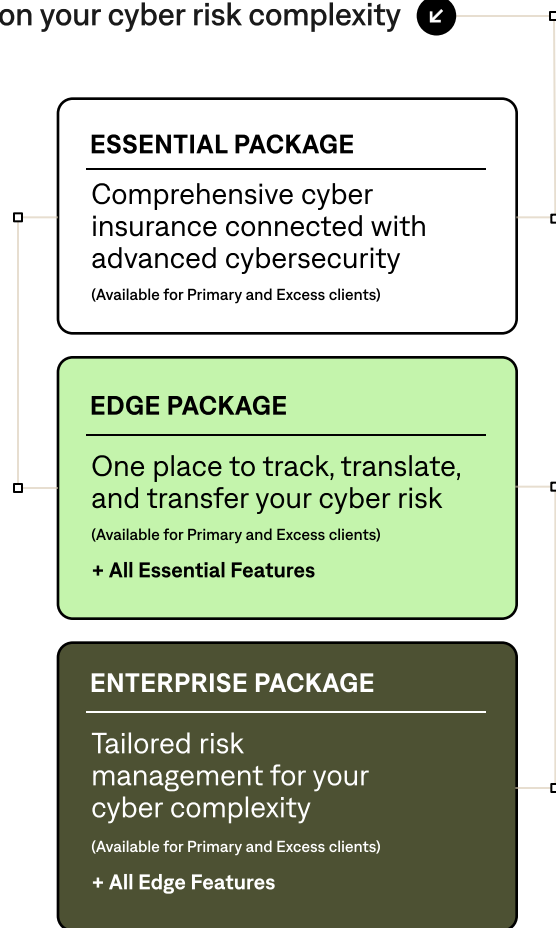 on your cyber risk complexity
ESSENTIAL PACKAGE
Comprehensive cyber
insurance connected with
advanced cybersecurity
(Available for Primary and Excess clients)
EDGE PACKAGE
One place to track, translate,
and transfer your cyber risk
(Available for Primary and Excess clients)
+ All Essential Features
ENTERPRISE PACKAGE
Tailored risk
management for your
cyber complexity
(Available for Primary and Excess clients)
+ All Edge Features